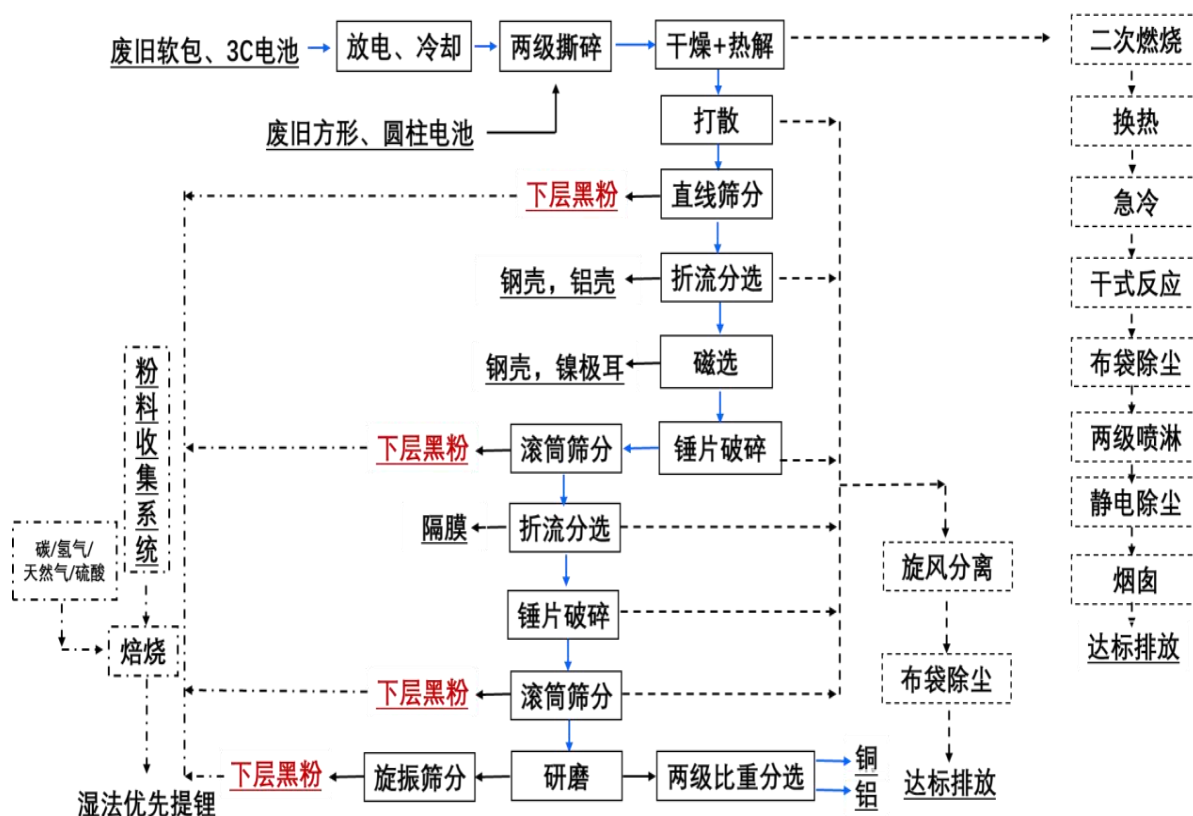 废旧软包、3C电池
放电、冷却
两级撕碎
干燥+热解
二次燃烧
废旧方形、圆柱电池
打散
换热
下层黑粉
直线筛分
急冷
钢壳，铝壳
折流分选
干式反应
钢壳，镍极耳
磁选
布袋除尘
粉料收集系统
下层黑粉
滚筒筛分
锤片破碎
两级喷淋
隔膜
折流分选
静电除尘
碳/氢气/
天然气/硫酸
旋风分离
烟囱
锤片破碎
焙烧
达标排放
下层黑粉
滚筒筛分
布袋除尘
下层黑粉
旋振筛分
研磨
两级比重分选
铜
铝
达标排放
湿法优先提锂